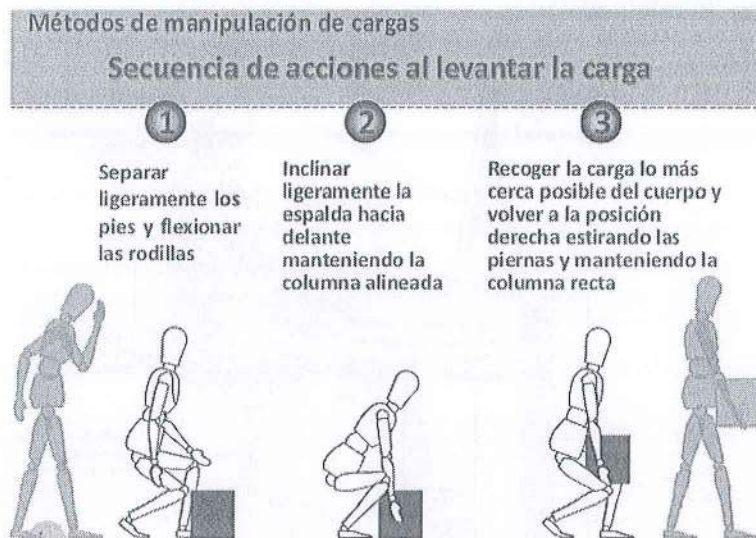 Métodos de manipulación de cargas
Secuencia de acciones al levantar la carga
1
Separar
ligeramente los
pies y flexionar
las rodillas
2
Inclinar
ligeramente la
espalda hacia
delante
manteniendo la
columna alineada
3
Recoger la carga lo más
cerca posible del cuerpo y
volver a la posición
derecha estirando las
piernas y manteniendo la
columna recta